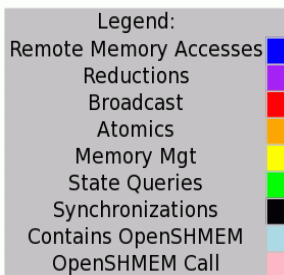 Legend:
Remote Memory Accesses
Reductions
Broadcast
Atomics
Memory Mgt
State Queries
Synchronizations
Contains OpenSHMEM
OpenSHMEM Call